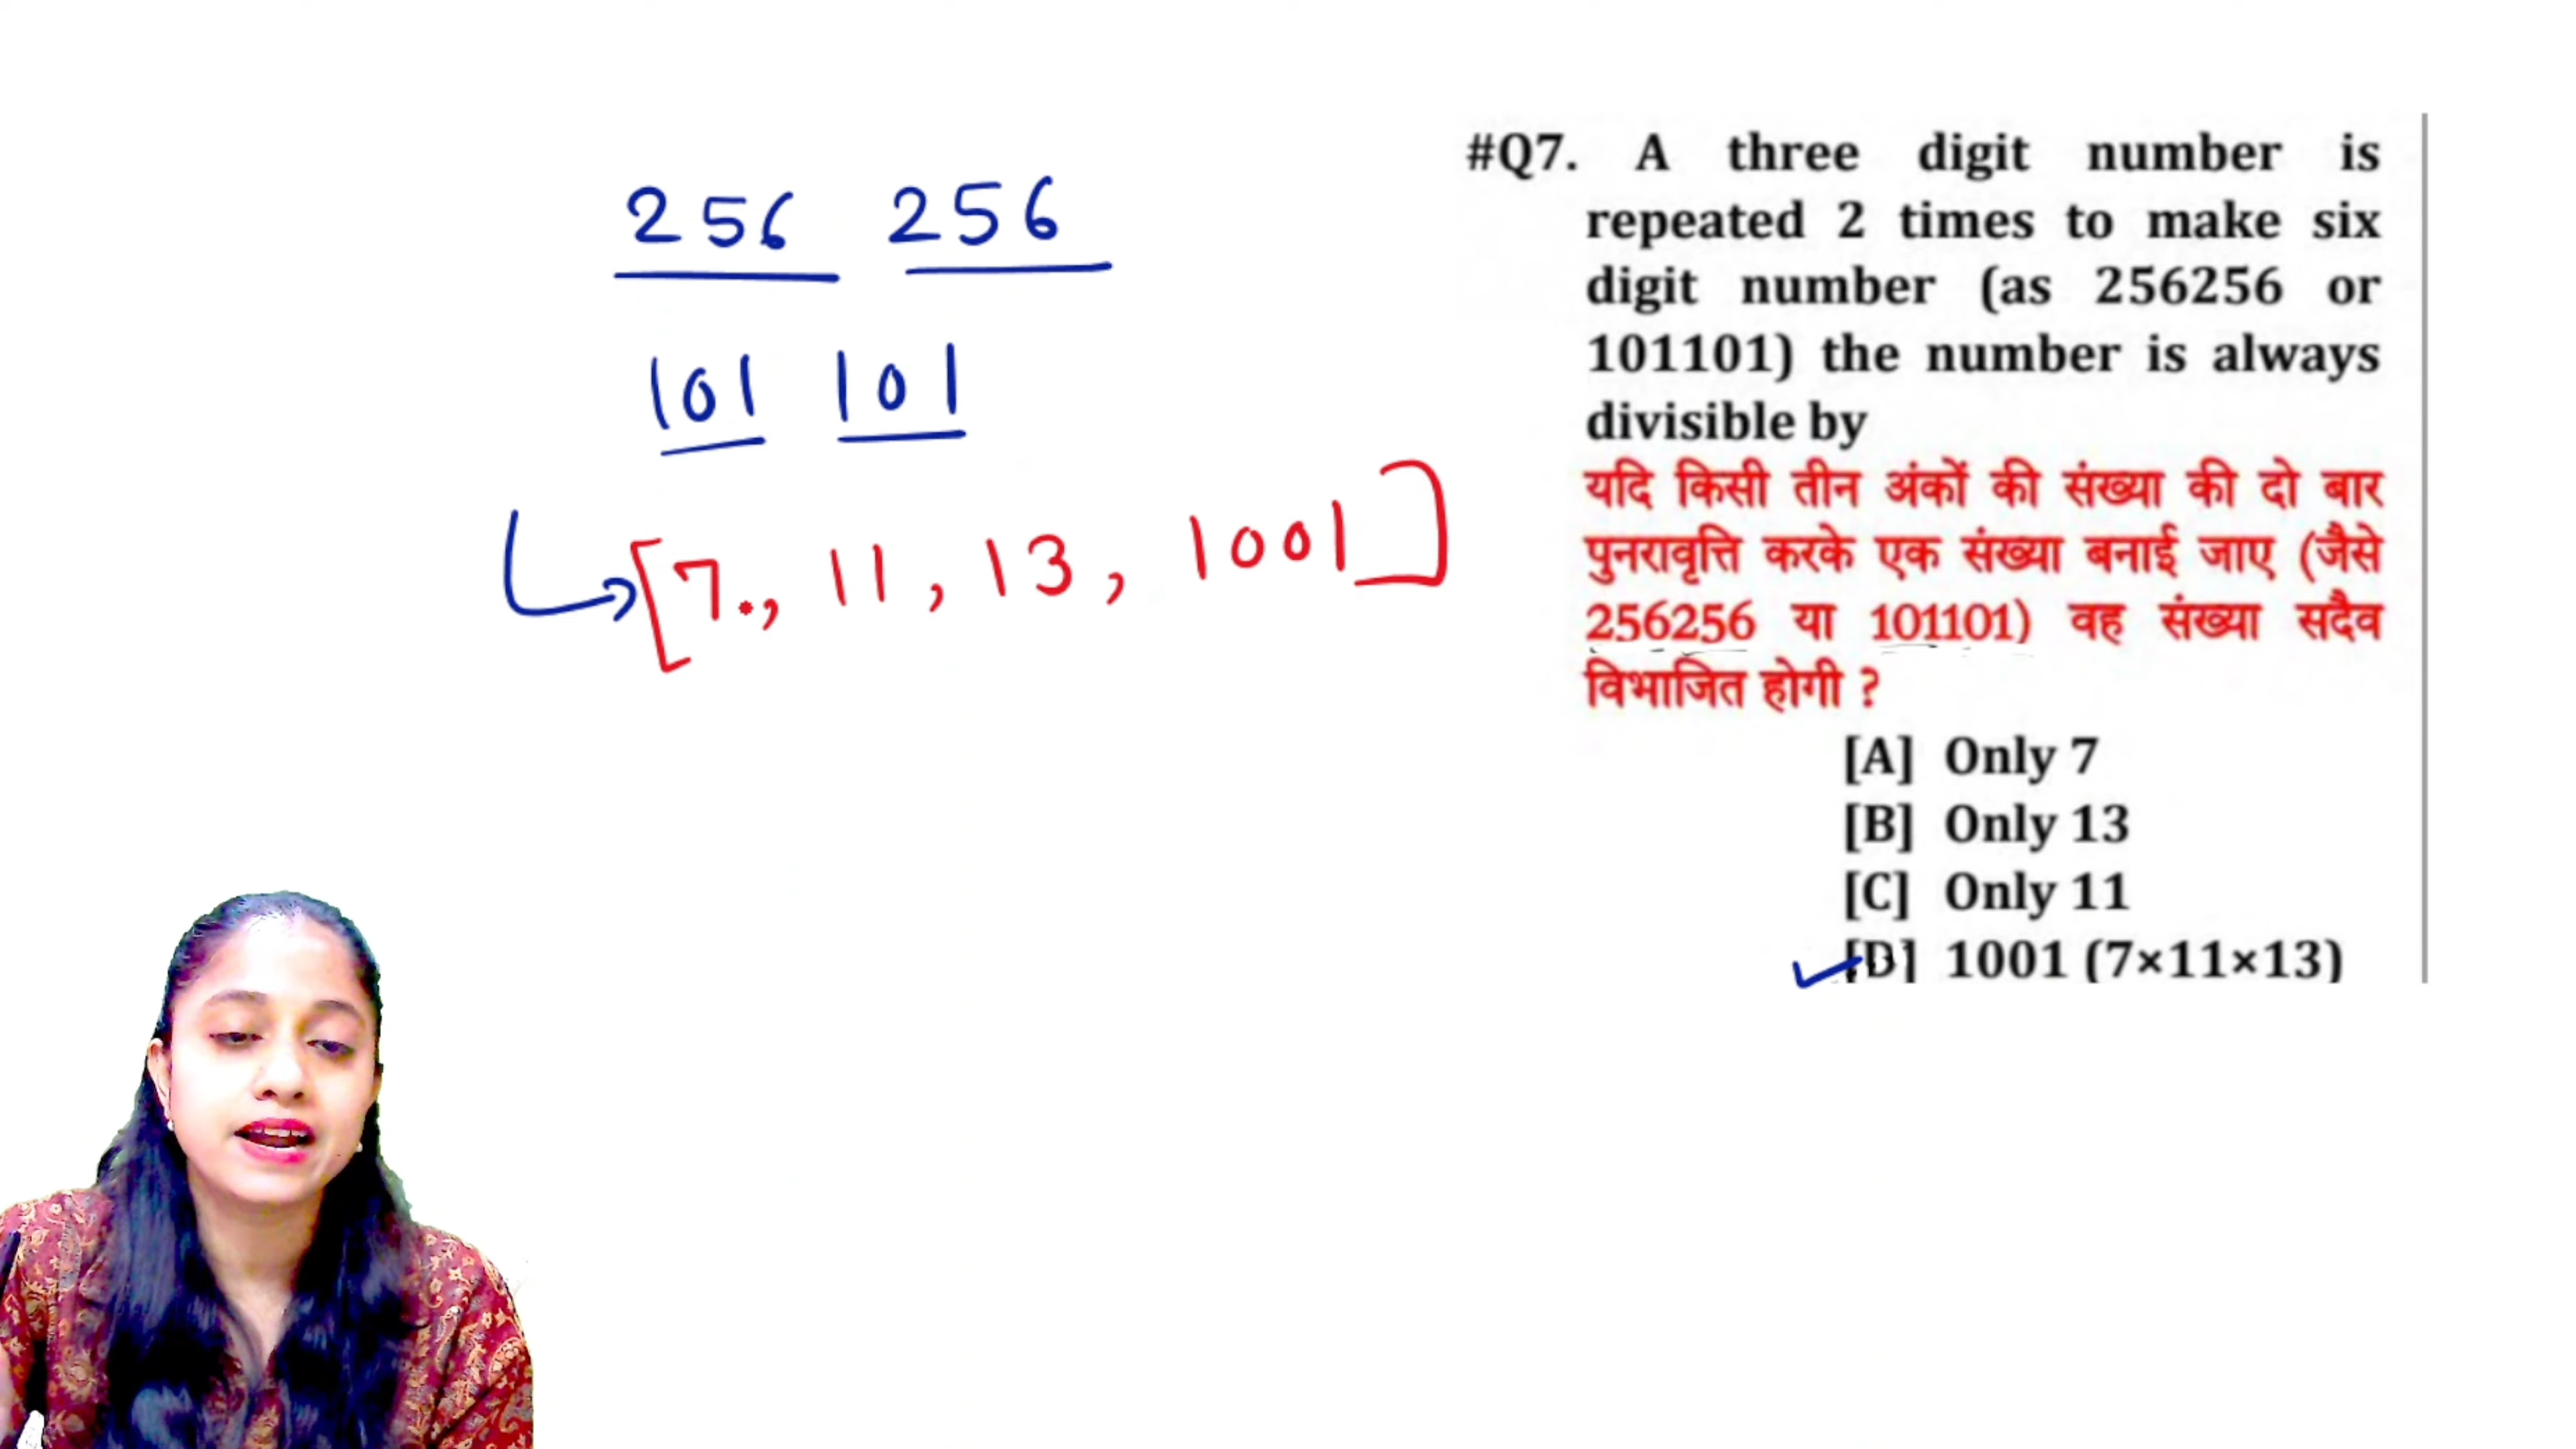 256 256
101 101
[7., 11, 13, 1001]
#Q7. A three digit number is
repeated 2 times to make six
digit number (as 256256 or
101101) the number is always
divisible by
यदि किसी तीन अंकों की संख्या की दो बार
पुनरावृत्ति करके एक संख्या बनाई जाए (जैसे
256256 या 101101) वह संख्या सदैव
विभाजित होगी ?
[A] Only 7
[B] Only 13
[C] Only 11
[D] 1001 (7×11×13)